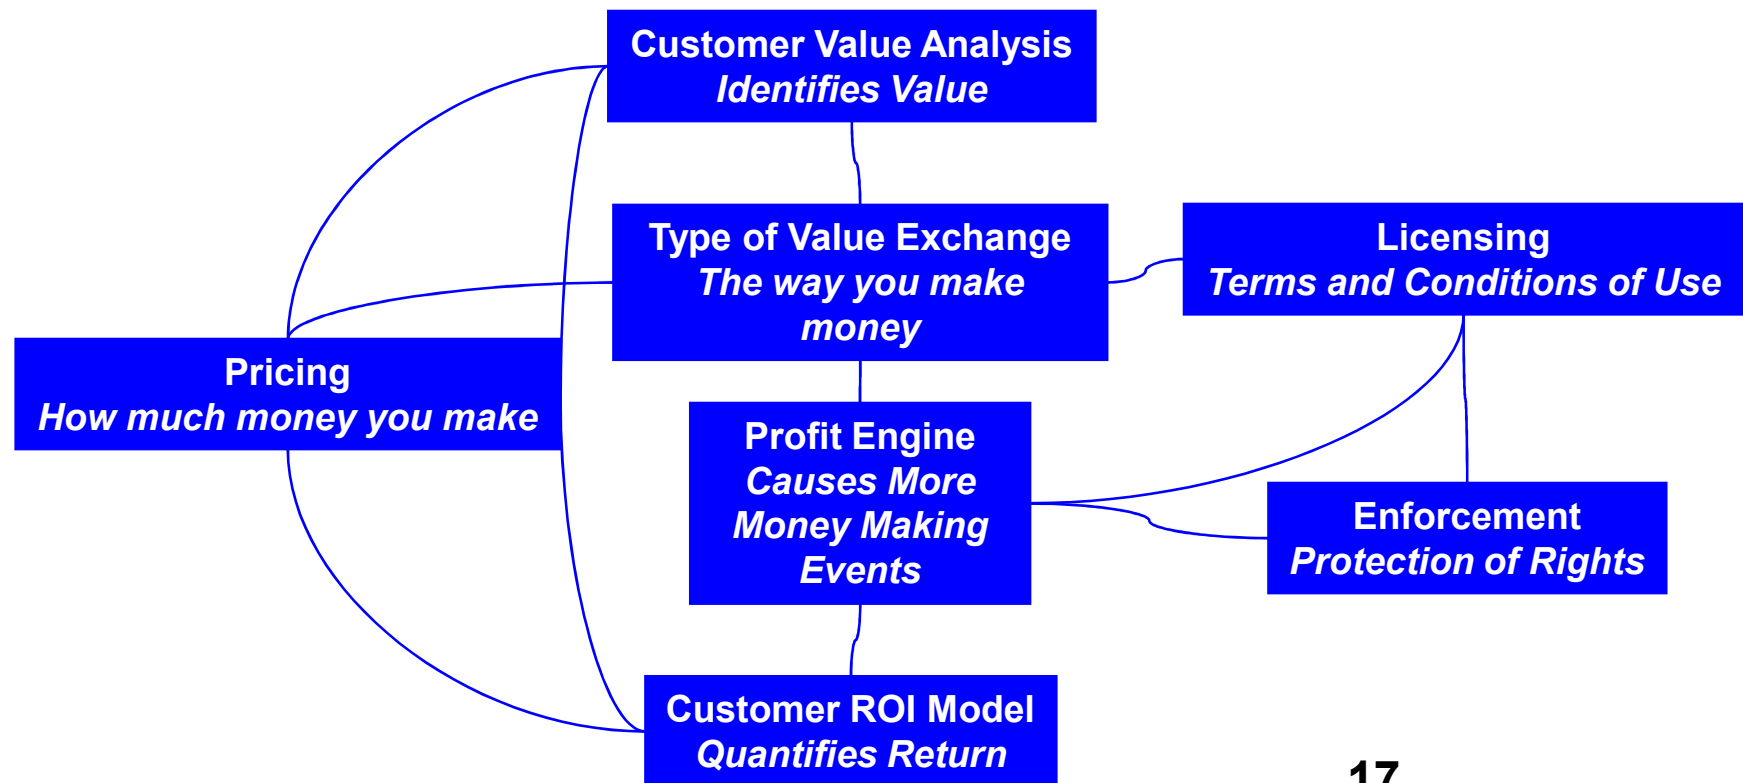 Customer Value Analysis
Identifies Value
Type of Value Exchange
The way you make
money
Licensing
Terms and Conditions of Use
Pricing
How much money you make
Profit Engine
Causes More
Money Making
Events
Enforcement
Protection of Rights
Customer ROI Model
Quantifies Return
17